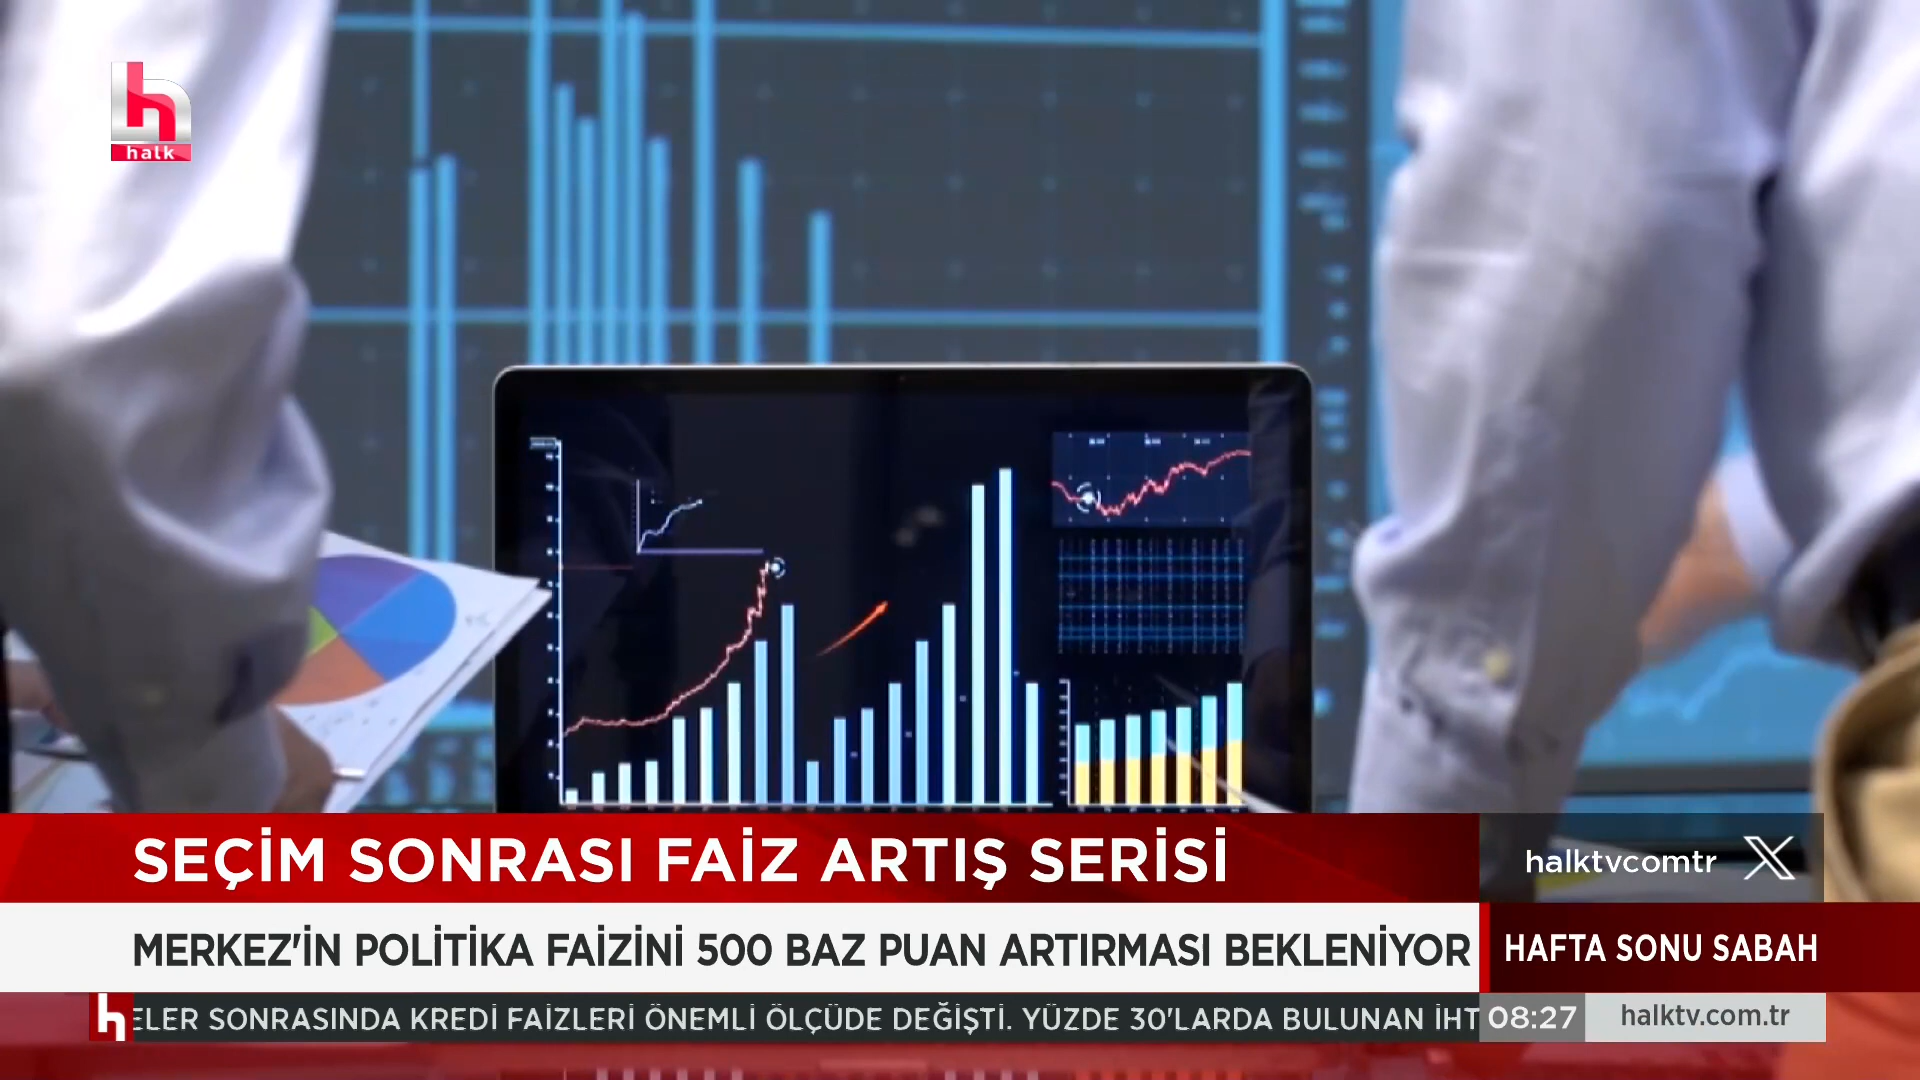 halk
SEÇİM SONRASI FAİZ ARTIŞ SERİSİ
halktvcomtr
MERKEZ'İN POLİTİKA FAİZİNİ 500 BAZ PUAN ARTIRMASI BEKLENİYOR
HAFTA SONU SABAH
ELER SONRASINDA KREDİ FAİZLERİ ÖNEMLİ ÖLÇÜDE DEĞİŞTİ. YÜZDE 30'LARDA BULUNAN İHT
08:27
halktv.com.tr